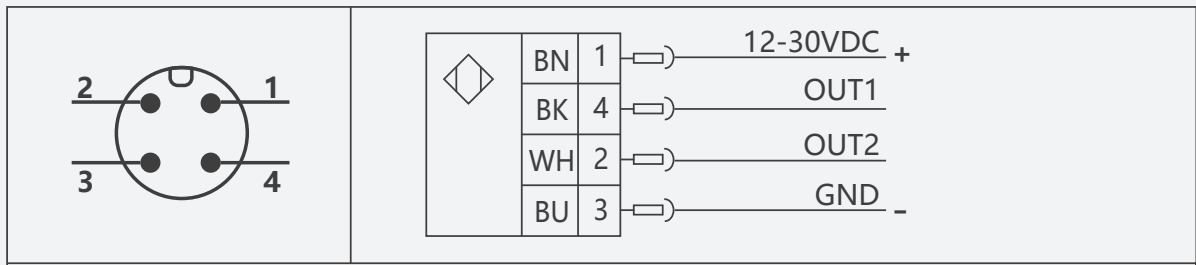 2 1
3 4
BN 1 12-30VDC +
BK 4 OUT1
WH 2 OUT2
BU 3 GND -